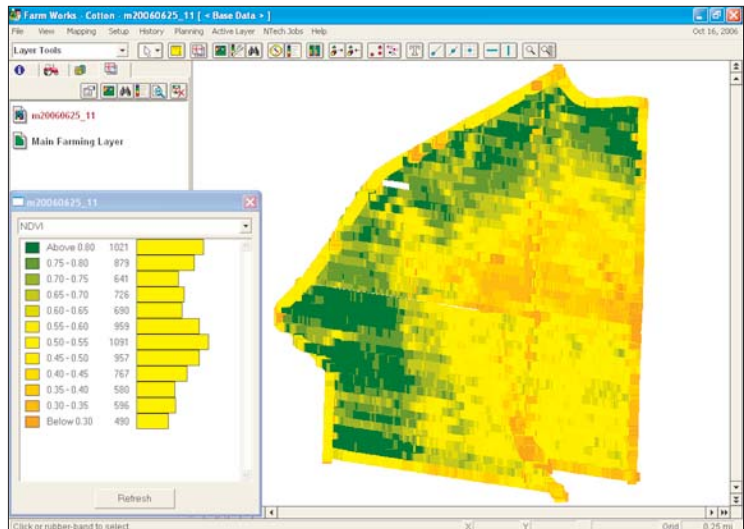 Farm Works - Cotton - m20060625_11 [ < Base Data > ]
File View Mapping Setup History Planning Active Layer NTech Jobs Help Oct 16, 2006
Layer Tools
m20060625_11
Main Farming Layer
m20060625_11
NDVI
Above 0.80 1021
0.75 - 0.80 879
0.70 - 0.75 641
0.65 - 0.70 726
0.60 - 0.65 690
0.55 - 0.60 959
0.50 - 0.55 1091
0.45 - 0.50 957
0.40 - 0.45 767
0.35 - 0.40 580
0.30 - 0.35 596
Below 0.30 490
Refresh
Click or rubber-band to select X Y Grid 0.25 mi